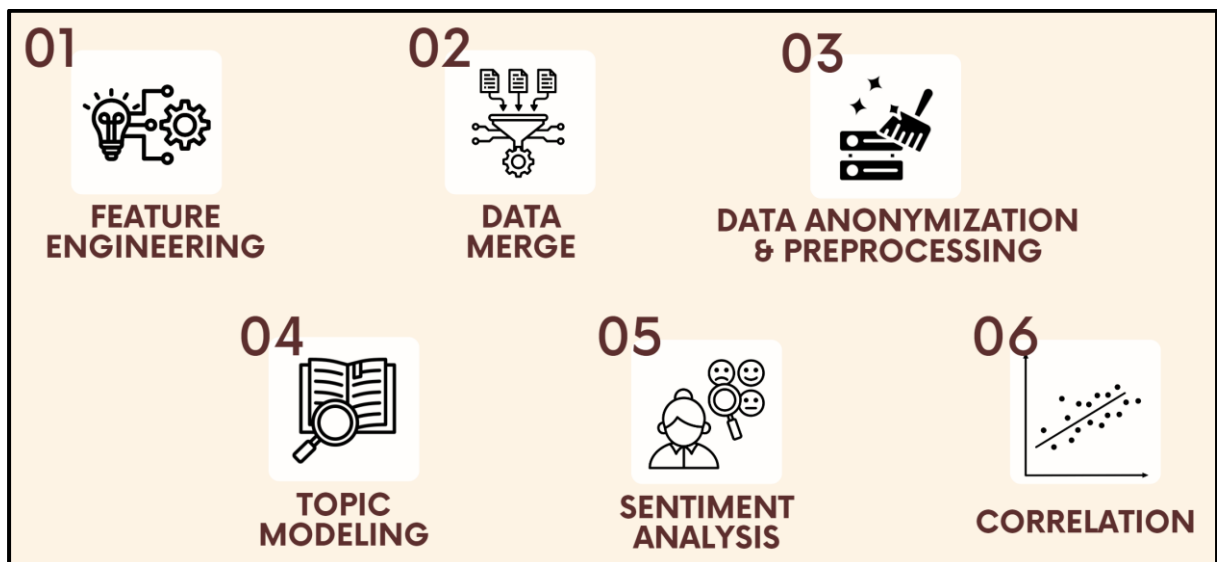 01
FEATURE
ENGINEERING
02
DATA
MERGE
03
DATA ANONYMIZATION
& PREPROCESSING
04
TOPIC
MODELING
05
SENTIMENT
ANALYSIS
06
CORRELATION